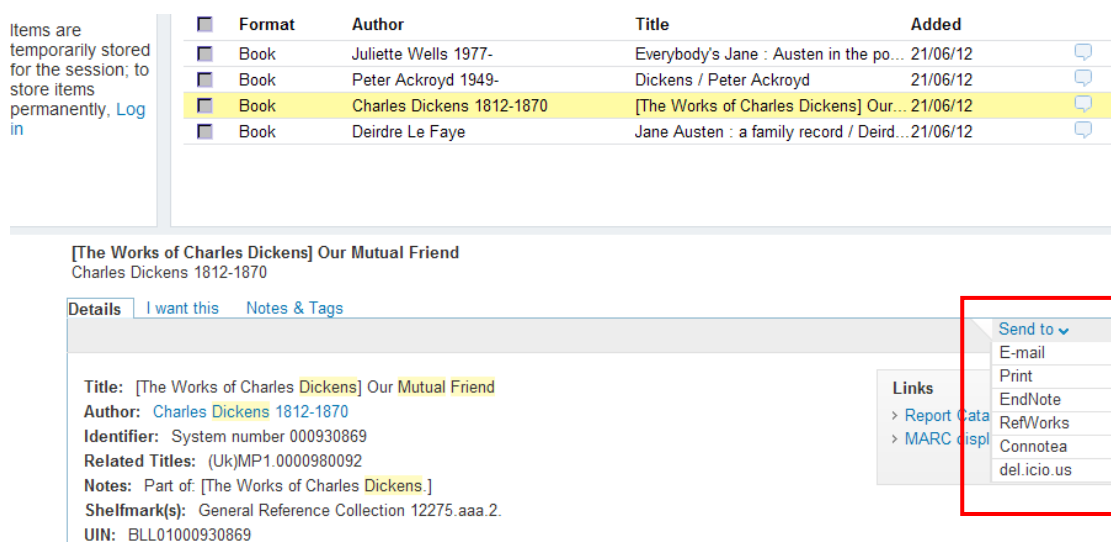 Items are
temporarily stored
for the session; to
store items
permanently, Log
in
Format Author Title Added
Book Juliette Wells 1977- Everybody's Jane : Austen in the po... 21/06/12
Book Peter Ackroyd 1949- Dickens / Peter Ackroyd 21/06/12
Book Charles Dickens 1812-1870 [The Works of Charles Dickens] Our... 21/06/12
Book Deirdre Le Faye Jane Austen : a family record / Deird... 21/06/12
[The Works of Charles Dickens] Our Mutual Friend
Charles Dickens 1812-1870
Details I want this Notes & Tags
Send to
E-mail
Print
EndNote
RefWorks
Connotea
del.icio.us
Title: [The Works of Charles Dickens] Our Mutual Friend
Author: Charles Dickens 1812-1870
Identifier: System number 000930869
Related Titles: (Uk)MP1.0000980092
Notes: Part of: [The Works of Charles Dickens.]
Shelfmark(s): General Reference Collection 12275.aaa.2.
UIN: BLL01000930869
Links
> Report Cata
> MARC displ